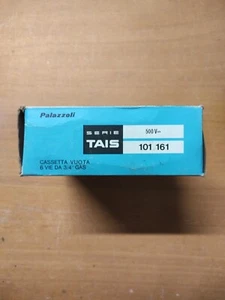 Palazzoli
SERIE
TAIS
500 V~
101 161
CASSETTA VUOTA
6 VIE DA 3/4" GAS